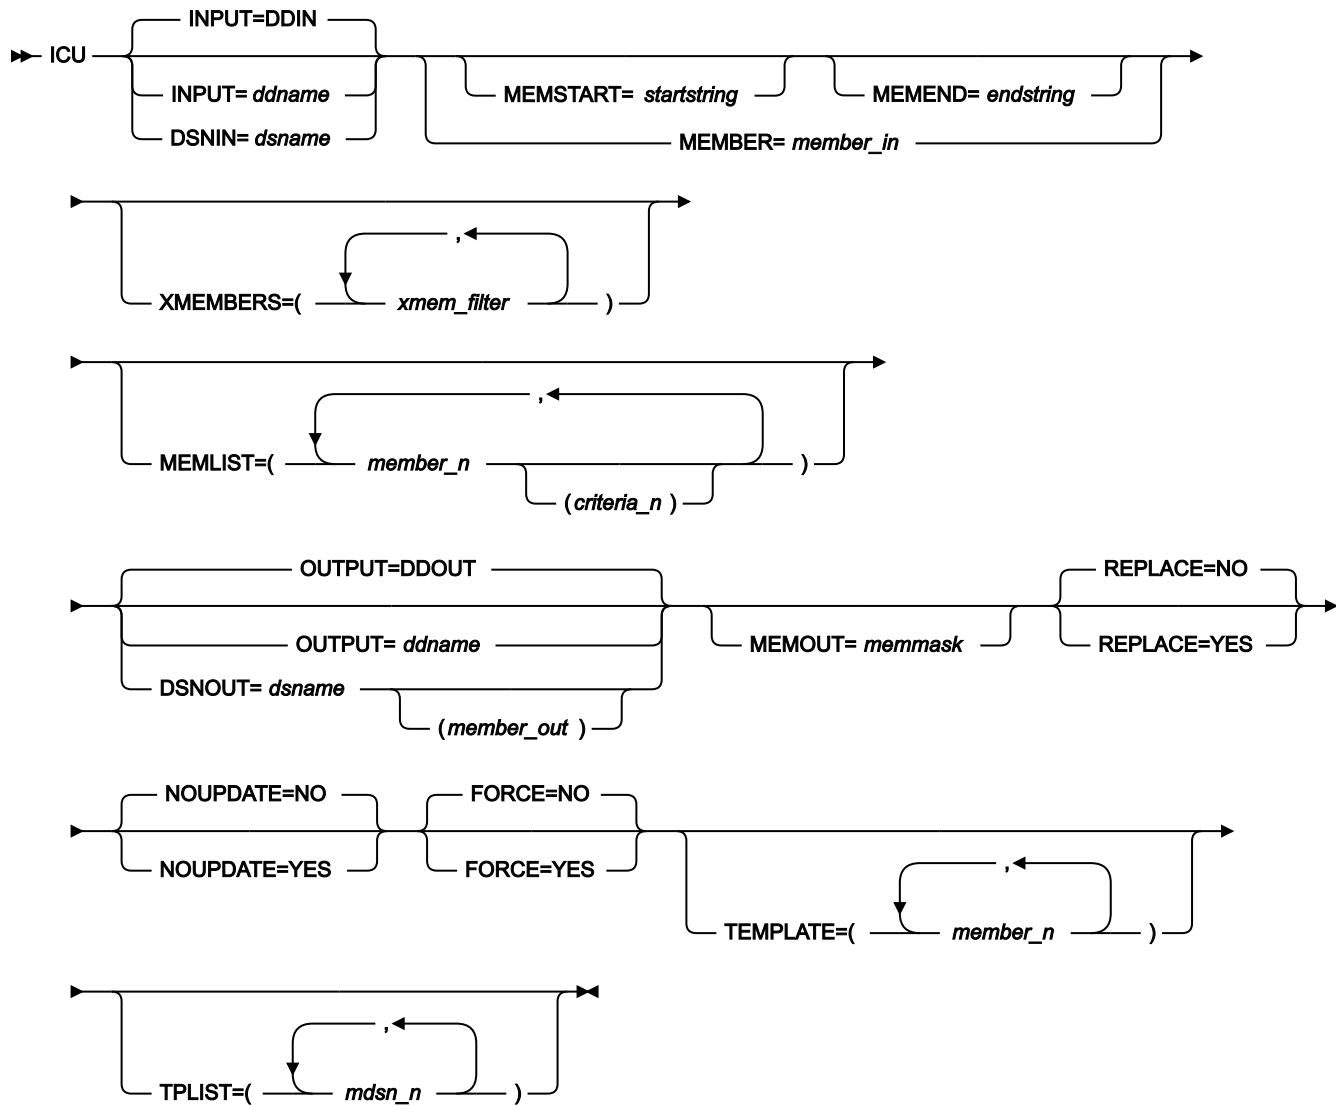 INPUT=DDIN
ICU
INPUT= ddname
MEMSTART= startstring
MEMEND= endstring
DSNIN= dsname
MEMBER= member_in
,
XMEMBERS=( xmem_filter )
,
MEMLIST=( member_n )
(criteria_n )
OUTPUT=DDOUT
REPLACE=NO
OUTPUT= ddname
MEMOUT= memmask
REPLACE=YES
DSNOUT= dsname
(member_out )
NOUPDATE=NO
FORCE=NO
NOUPDATE=YES
FORCE=YES
,
TEMPLATE=( member_n )
,
TPLIST=( mdsn_n )